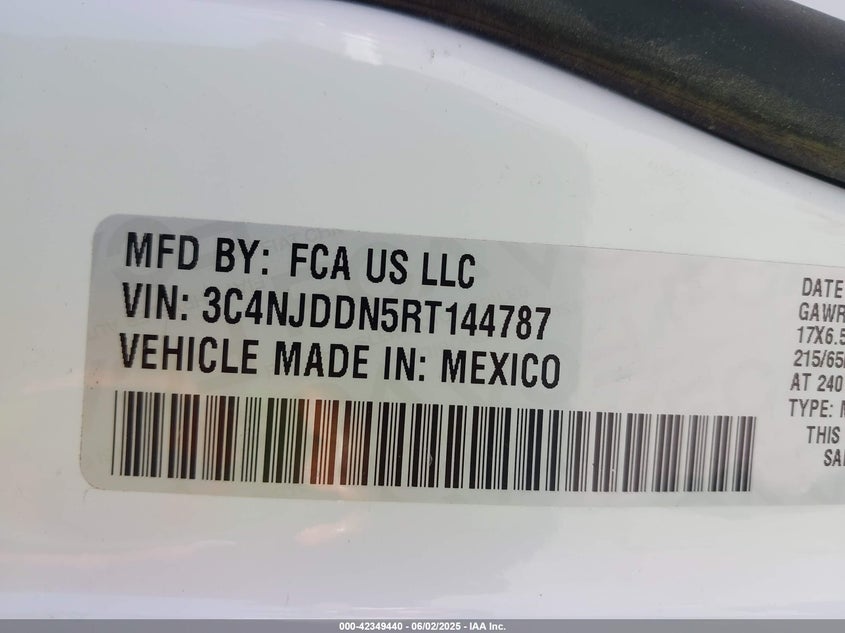 MFD BY: FCA US LLC
VIN: 3C4NJDDN5RT144787
VEHICLE MADE IN: MEXICO
DATE
GAWR
17X6.5
215/65
AT 240
TYPE:
THIS
000-42349440 - 06/02/2025 - IAA Inc.